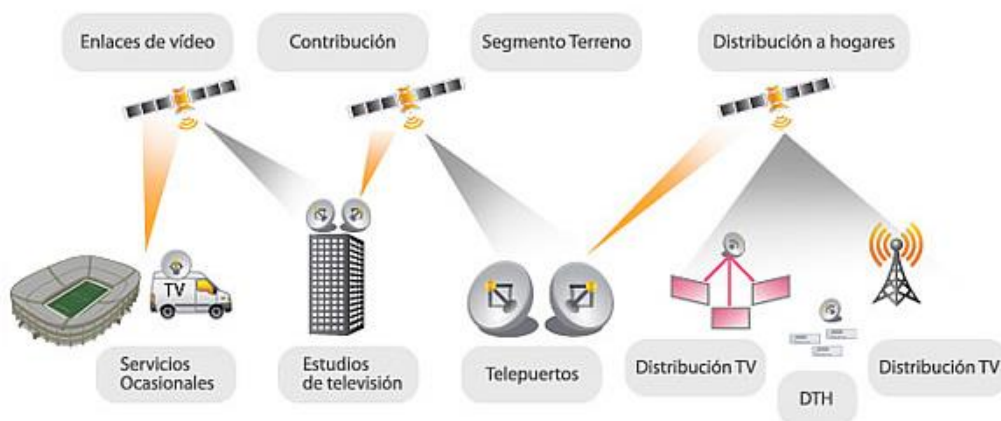 Enlaces de vídeo
Contribución
Segmento Terreno
Distribución a hogares
TV
Servicios
Ocasionales
Estudios
de televisión
Telepuertos
Distribución TV
DTH
Distribución TV